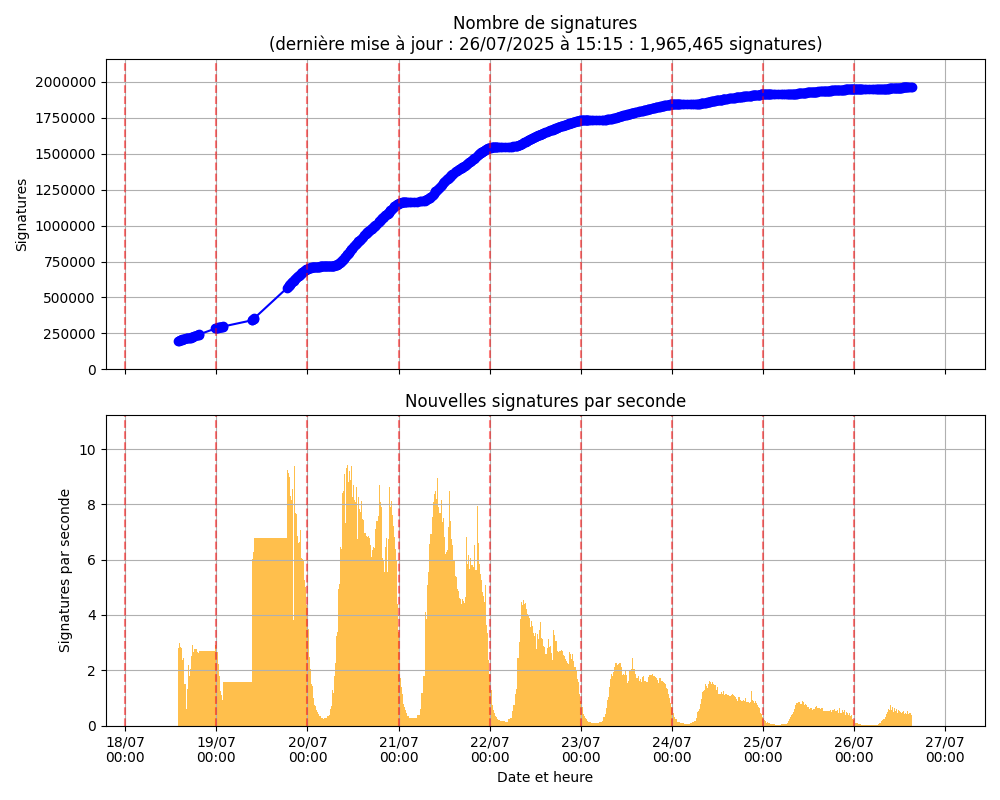 Nombre de signatures
(dernière mise à jour : 26/07/2025 à 15:15 : 1,965,465 signatures)
2000000
1750000
1500000
1250000
1000000
750000
500000
250000
0
Signatures
Nouvelles signatures par seconde
10
8
6
4
2
0
Signatures par seconde
18/07 19/07 20/07 21/07 22/07 23/07 24/07 25/07 26/07 27/07
00:00 00:00 00:00 00:00 00:00 00:00 00:00 00:00 00:00 00:00
Date et heure